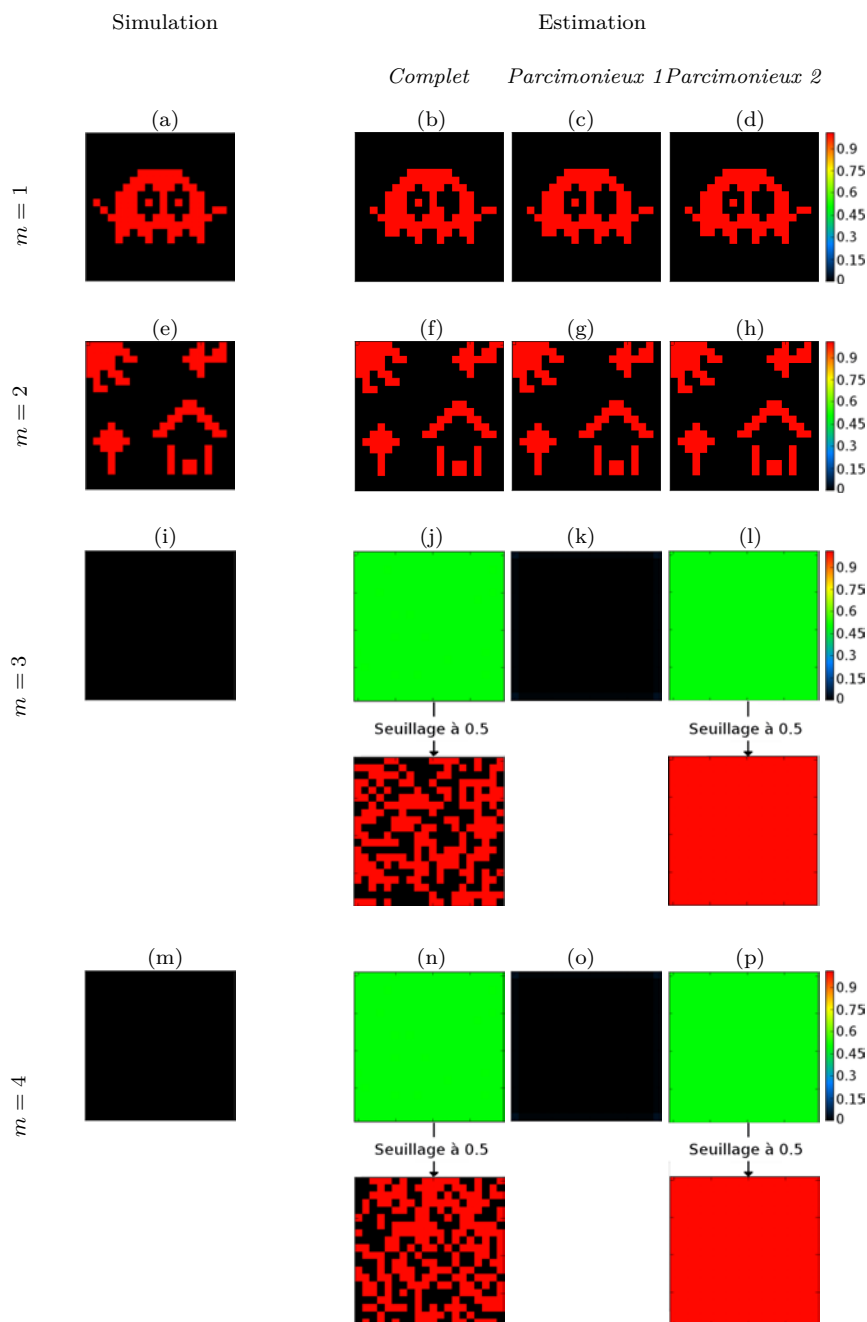 Simulation Estimation
Complet Parcimonieux 1 Parcimonieux 2
(a) (b) (c) (d)
m = 1
0.9
0.75
0.6
0.45
0.3
0.15
0
(e) (f) (g) (h)
m = 2
0.9
0.75
0.6
0.45
0.3
0.15
0
(i) (j) (k) (l)
m = 3
0.9
0.75
0.6
0.45
0.3
0.15
0
Seuillage à 0.5 Seuillage à 0.5
(m) (n) (o) (p)
m = 4
0.9
0.75
0.6
0.45
0.3
0.15
0
Seuillage à 0.5 Seuillage à 0.5